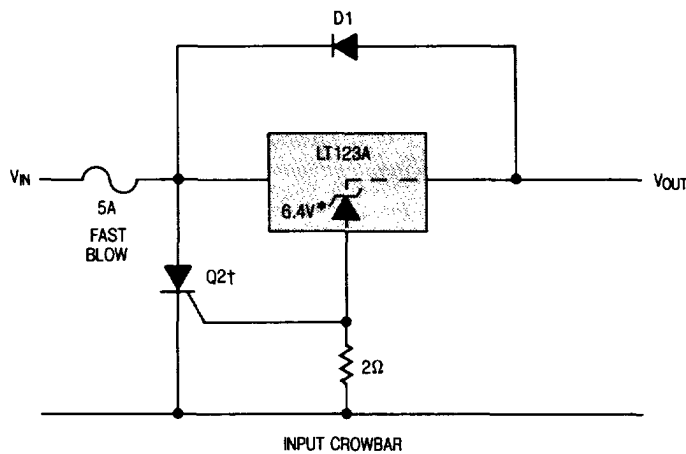 D1
LT123A
VIN
VOUT
6.4V*
5A
FAST
BLOW
Q2†
2Ω
INPUT CROWBAR